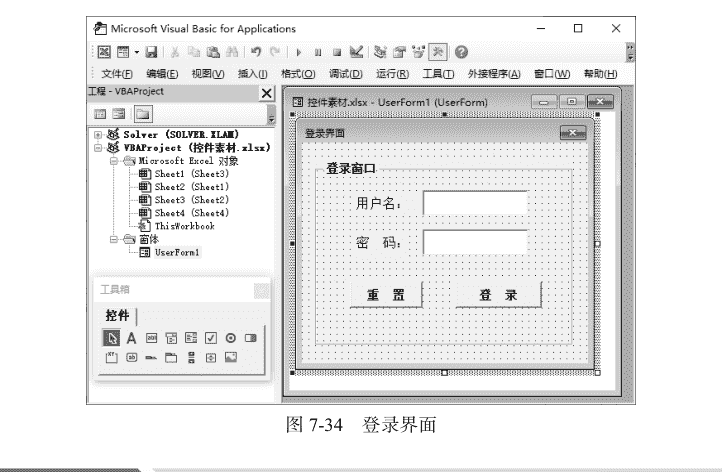 Microsoft Visual Basic for Applications
文件(F) 编辑(E) 视图(V) 插入(I) 格式(O) 调试(D) 运行(R) 工具(T) 外接程序(A) 窗口(W) 帮助(H)
工程 - VBAProject
Solver (SOLVER.XLAM)
VBAProject (控件素材.xlsx)
Microsoft Excel 对象
Sheet1 (Sheet3)
Sheet2 (Sheet1)
Sheet3 (Sheet2)
Sheet4 (Sheet4)
ThisWorkbook
窗体
UserForm1
工具箱
控件
控件素材.xlsx - UserForm1 (UserForm)
登录界面
登录窗口
用户名：
密 码：
重 置
登 录
图 7-34 登录界面